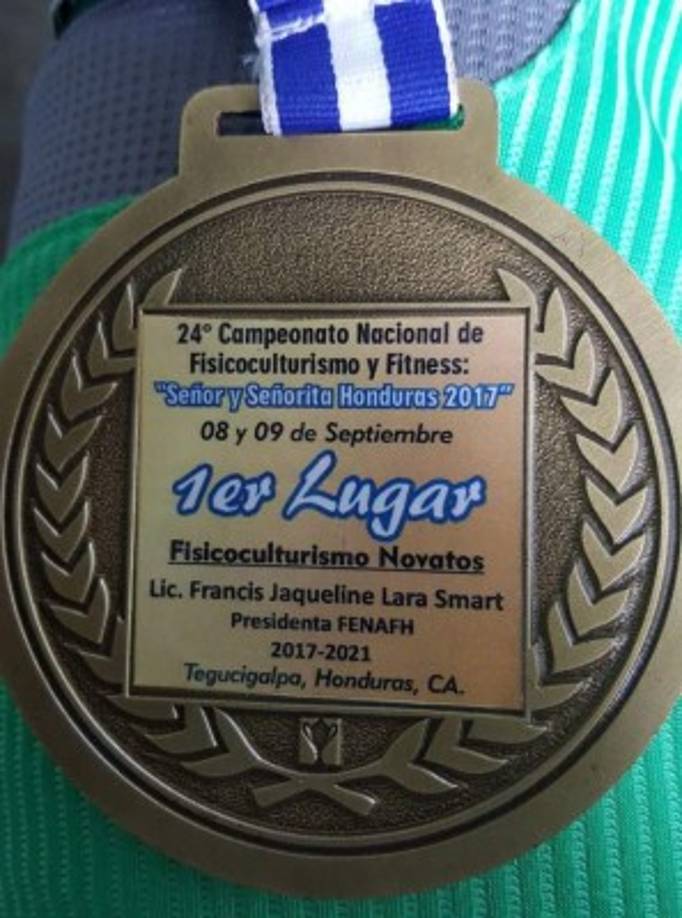 24° Campeonato Nacional de
Fisicoculturismo y Fitness:
"Señor y Señorita Honduras 2017"
08 y 09 de Septiembre
1er Lugar
Fisicoculturismo Novatos
Lic. Francis Jaqueline Lara Smart
Presidenta FENAFH
2017-2021
Tegucigalpa, Honduras, CA.